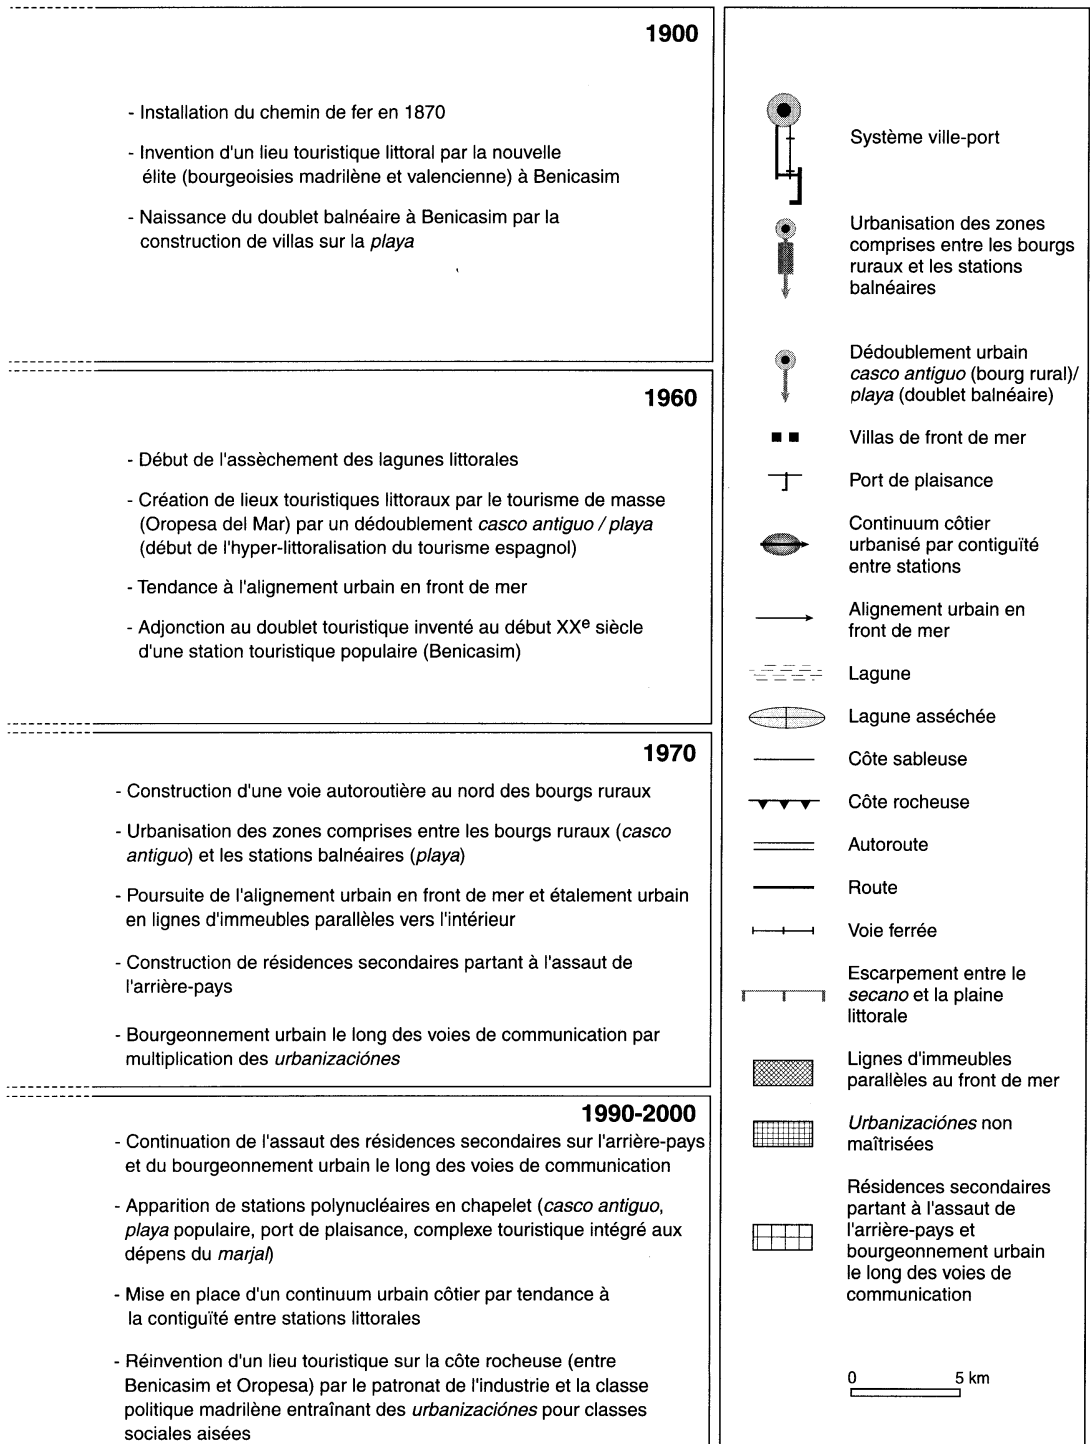 1900
- Installation du chemin de fer en 1870
- Invention d'un lieu touristique littoral par la nouvelle
élite (bourgeoisies madrilène et valencienne) à Benicasim
- Naissance du doublet balnéaire à Benicasim par la
construction de villas sur la playa
1960
- Début de l'assèchement des lagunes littorales
- Création de lieux touristiques littoraux par le tourisme de masse
(Oropesa del Mar) par un dédoublement casco antiguo / playa
(début de l'hyper-littoralisation du tourisme espagnol)
- Tendance à l'alignement urbain en front de mer
- Adjonction au doublet touristique inventé au début XXe siècle
d'une station touristique populaire (Benicasim)
1970
- Construction d'une voie autoroutière au nord des bourgs ruraux
- Urbanisation des zones comprises entre les bourgs ruraux (casco
antiguo) et les stations balnéaires (playa)
- Poursuite de l'alignement urbain en front de mer et étalement urbain
en lignes d'immeubles parallèles vers l'intérieur
- Construction de résidences secondaires partant à l'assaut de
l'arrière-pays
- Bourgeonnement urbain le long des voies de communication par
multiplication des urbanizaciónes
1990-2000
- Continuation de l'assaut des résidences secondaires sur l'arrière-pays
et du bourgeonnement urbain le long des voies de communication
- Apparition de stations polynucléaires en chapelet (casco antiguo,
playa populaire, port de plaisance, complexe touristique intégré aux
dépens du marjal)
- Mise en place d'un continuum urbain côtier par tendance à
la contiguïté entre stations littorales
- Réinvention d'un lieu touristique sur la côte rocheuse (entre
Benicasim et Oropesa) par le patronat de l'industrie et la classe
politique madrilène entraînant des urbanizaciónes pour classes
sociales aisées
Système ville-port
Urbanisation des zones
comprises entre les bourgs
ruraux et les stations
balnéaires
Dédoublement urbain
casco antiguo (bourg rural)/
playa (doublet balnéaire)
Villas de front de mer
Port de plaisance
Continuum côtier
urbanisé par contiguïté
entre stations
Alignement urbain en
front de mer
Lagune
Lagune asséchée
Côte sableuse
Côte rocheuse
Autoroute
Route
Voie ferrée
Escarpement entre le
secano et la plaine
littorale
Lignes d'immeubles
parallèles au front de mer
Urbanizaciónes non
maîtrisées
Résidences secondaires
partant à l'assaut de
l'arrière-pays et
bourgeonnement urbain
le long des voies de
communication
0 5 km